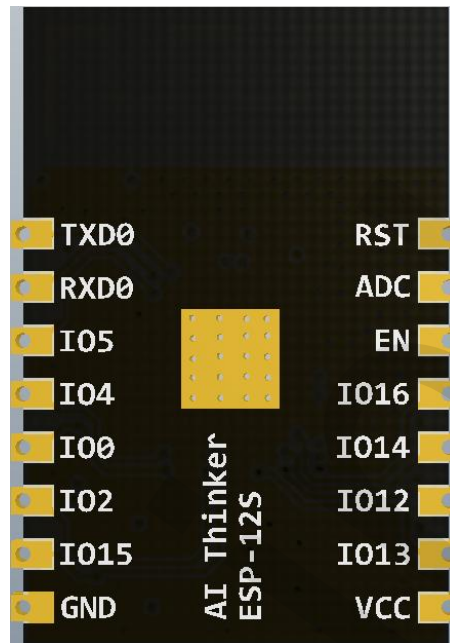 TXD0
RXD0
IO5
IO4
IO0
IO2
IO15
GND
AI Thinker
ESP-12S
RST
ADC
EN
IO16
IO14
IO12
IO13
VCC